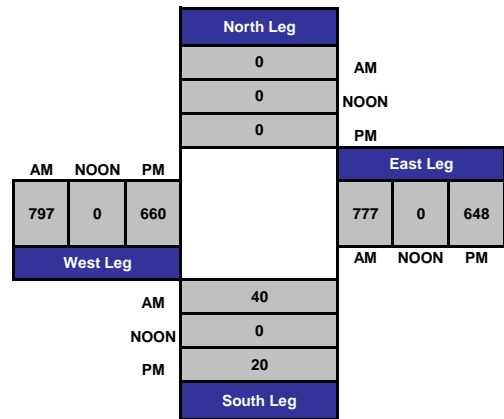 North Leg
0
AM
0
NOON
0
PM
East Leg
AM NOON PM
797 0 660
777 0 648
West Leg
AM NOON PM
AM
40
NOON
0
PM
20
South Leg